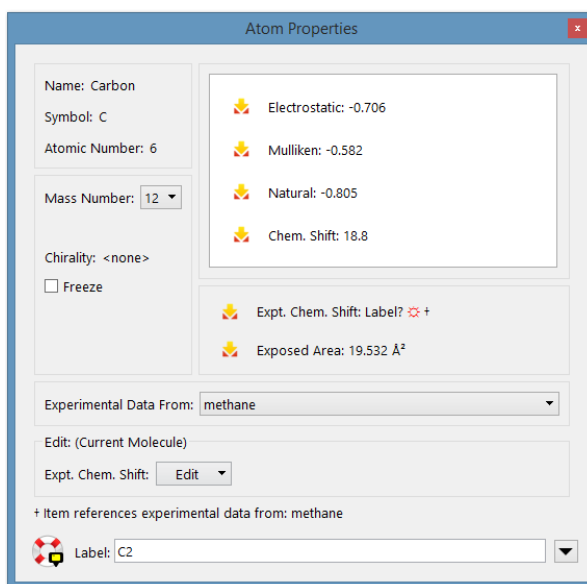 Atom Properties
x
Name: Carbon
Symbol: C
Atomic Number: 6
Electrostatic: -0.706
Mulliken: -0.582
Natural: -0.805
Chem. Shift: 18.8
Mass Number: 12
Chirality: <none>
Freeze
Expt. Chem. Shift: Label? †
Exposed Area: 19.532 Å²
Experimental Data From: methane
Edit: (Current Molecule)
Expt. Chem. Shift: Edit
† Item references experimental data from: methane
Label: C2